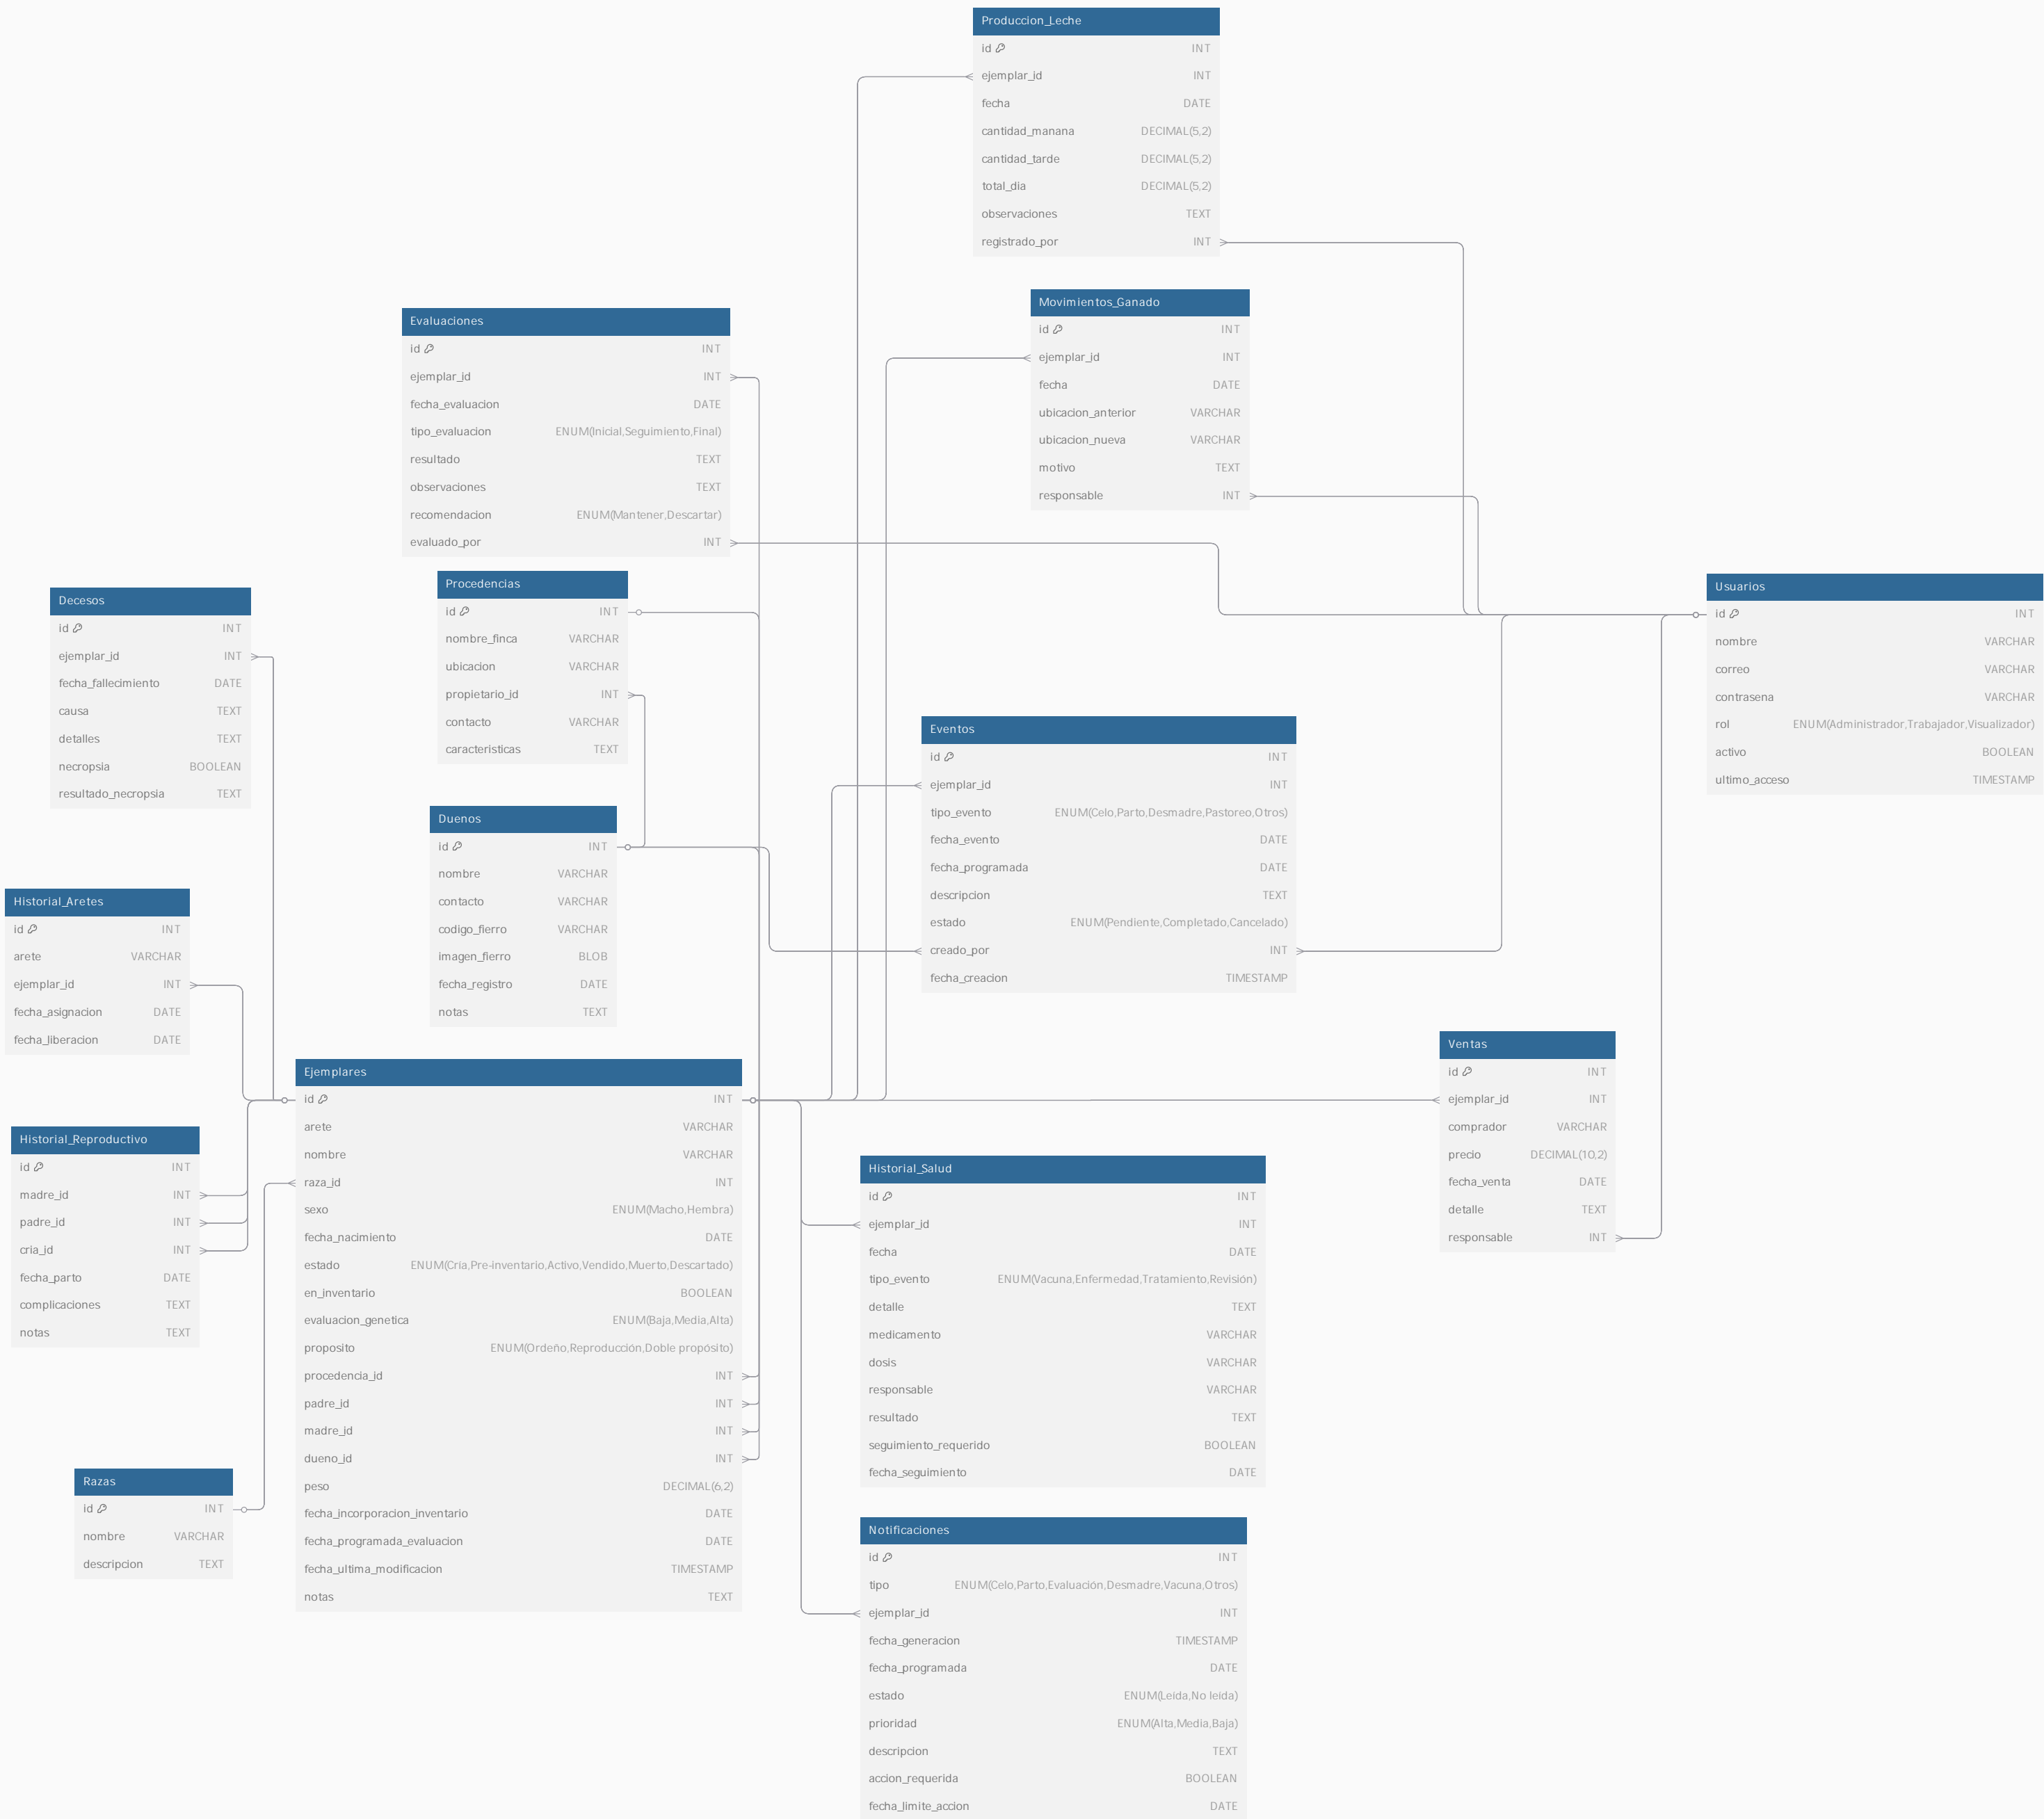 Produccion_Leche
id INT
ejemplar_id INT
fecha DATE
cantidad_manana DECIMAL(5,2)
cantidad_tarde DECIMAL(5,2)
total_dia DECIMAL(5,2)
observaciones TEXT
registrado_por INT
Movimientos_Ganado
id INT
ejemplar_id INT
fecha DATE
ubicacion_anterior VARCHAR
ubicacion_nueva VARCHAR
motivo TEXT
responsable INT
Evaluaciones
id INT
ejemplar_id INT
fecha_evaluacion DATE
tipo_evaluacion ENUM(Inicial,Seguimiento,Final)
resultado TEXT
observaciones TEXT
recomendacion ENUM(Mantener,Descartar)
evaluado_por INT
Procedencias
id INT
nombre_finca VARCHAR
ubicacion VARCHAR
propietario_id INT
contacto VARCHAR
caracteristicas TEXT
Usuarios
id INT
nombre VARCHAR
correo VARCHAR
contrasena VARCHAR
rol ENUM(Administrador,Trabajador,Visualizador)
activo BOOLEAN
ultimo_acceso TIMESTAMP
Decesos
id INT
ejemplar_id INT
fecha_fallecimiento DATE
causa TEXT
detalles TEXT
necropsia BOOLEAN
resultado_necropsia TEXT
Eventos
id INT
ejemplar_id INT
tipo_evento ENUM(Celo,Parto,Desmadre,Pastoreo,Otros)
fecha_evento DATE
fecha_programada DATE
descripcion TEXT
estado ENUM(Pendiente,Completado,Cancelado)
creado_por INT
fecha_creacion TIMESTAMP
Duenos
id INT
nombre VARCHAR
contacto VARCHAR
codigo_fierro VARCHAR
imagen_fierro BLOB
fecha_registro DATE
notas TEXT
Historial_Aretes
id INT
arete VARCHAR
ejemplar_id INT
fecha_asignacion DATE
fecha_liberacion DATE
Ventas
id INT
ejemplar_id INT
comprador VARCHAR
precio DECIMAL(10,2)
fecha_venta DATE
detalle TEXT
responsable INT
Ejemplares
id INT
arete VARCHAR
nombre VARCHAR
raza_id INT
sexo ENUM(Macho,Hembra)
fecha_nacimiento DATE
estado ENUM(Cría,Pre-inventario,Activo,Vendido,Muerto,Descartado)
en_inventario BOOLEAN
evaluacion_genetica ENUM(Baja,Media,Alta)
proposito ENUM(Ordeño,Reproducción,Doble propósito)
procedencia_id INT
padre_id INT
madre_id INT
dueno_id INT
peso DECIMAL(6,2)
fecha_incorporacion_inventario DATE
fecha_programada_evaluacion DATE
fecha_ultima_modificacion TIMESTAMP
notas TEXT
Historial_Reproductivo
id INT
madre_id INT
padre_id INT
cria_id INT
fecha_parto DATE
complicaciones TEXT
notas TEXT
Historial_Salud
id INT
ejemplar_id INT
fecha DATE
tipo_evento ENUM(Vacuna,Enfermedad,Tratamiento,Revisión)
detalle TEXT
medicamento VARCHAR
dosis VARCHAR
responsable VARCHAR
resultado TEXT
seguimiento_requerido BOOLEAN
fecha_seguimiento DATE
Razas
id INT
nombre VARCHAR
descripcion TEXT
Notificaciones
id INT
tipo ENUM(Celo,Parto,Evaluación,Desmadre,Vacuna,Otros)
ejemplar_id INT
fecha_generacion TIMESTAMP
fecha_programada DATE
estado ENUM(Leída,No leída)
prioridad ENUM(Alta,Media,Baja)
descripcion TEXT
accion_requerida BOOLEAN
fecha_limite_accion DATE